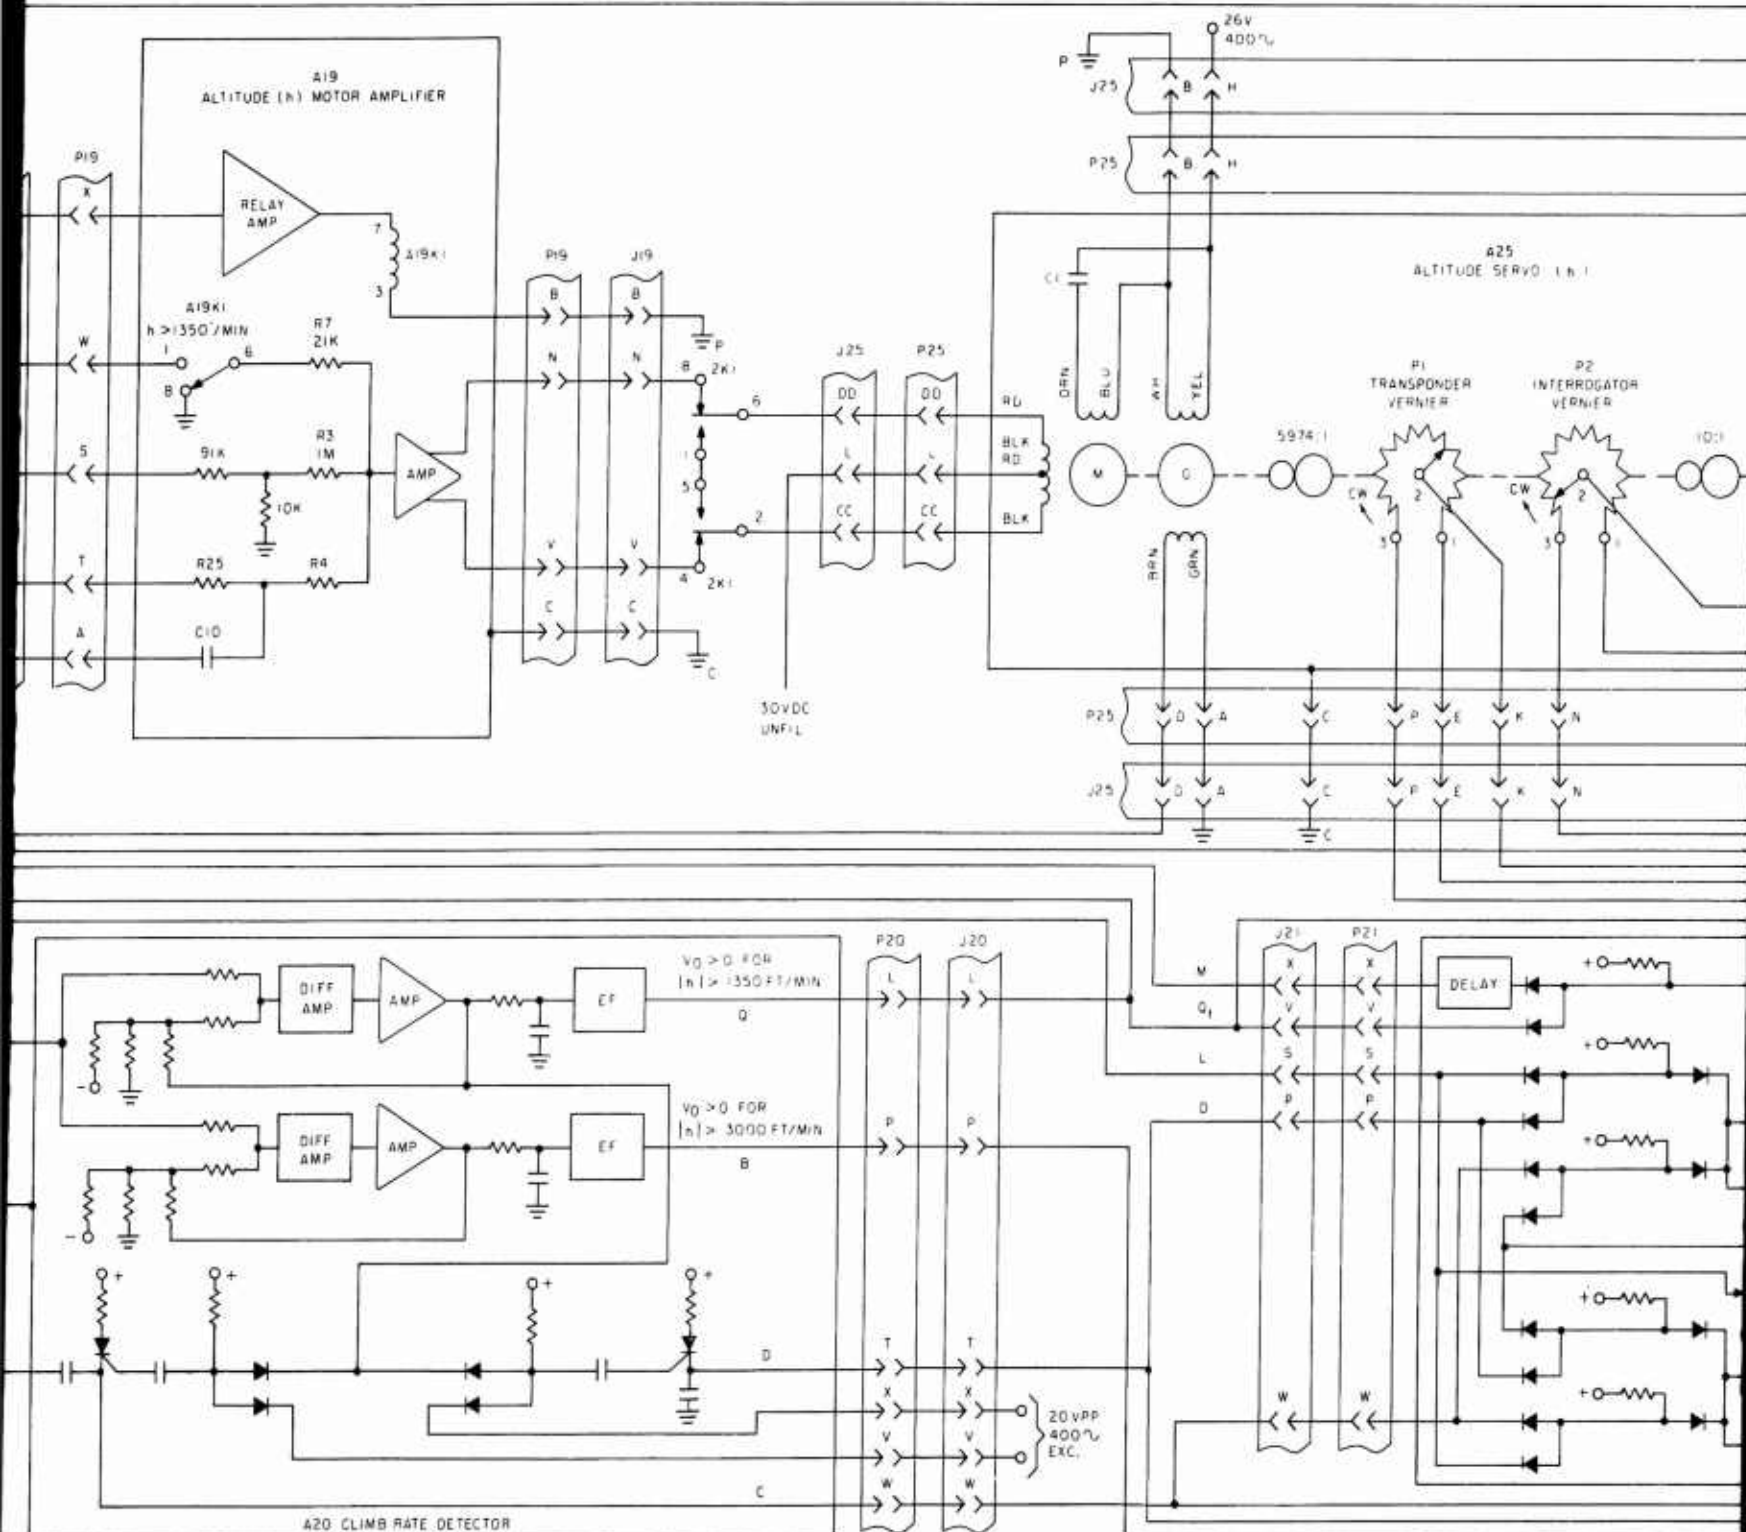 26V
400~
P
J25
B
H
P25
B
H
A19
ALTITUDE (h) MOTOR AMPLIFIER
P19
X
RELAY
AMP
7
A19K1
3
A19K1
h >1350'/MIN
W
1
6
8
R7
21K
S
91K
R3
1M
10K
AMP
T
R25
R4
A
C10
P19
J19
B
B
P
N
N
8
2K1
6
1
5
2
V
V
4
2K1
C
C
C
J25
P25
DD
DD
RD
L
L
BLK
RD
CC
CC
BLK
30VDC
UNFIL
A25
ALTITUDE SERVO (h)
C1
ORN
BLU
WH
YEL
M
G
BRN
GRN
5974:1
P1
TRANSPONDER
VERNIER
P2
INTERROGATOR
VERNIER
10:1
CW
2
3
1
CW
2
3
1
P25
D
A
C
P
E
K
N
J25
D
A
C
P
E
K
N
C
DIFF
AMP
AMP
EF
V0 >0 FOR
|h|> 1350 FT/MIN
Q
P20
J20
L
L
-
DIFF
AMP
AMP
EF
V0 >0 FOR
|h|> 3000 FT/MIN
B
P
P
-
+
+
+
+
D
T
T
X
X
V
V
20 VPP
400~
EXC.
C
W
W
A20 CLIMB RATE DETECTOR
J21
P21
M
X
X
DELAY
+
Q1
V
V
L
S
S
+
D
P
P
+
+
W
W
+